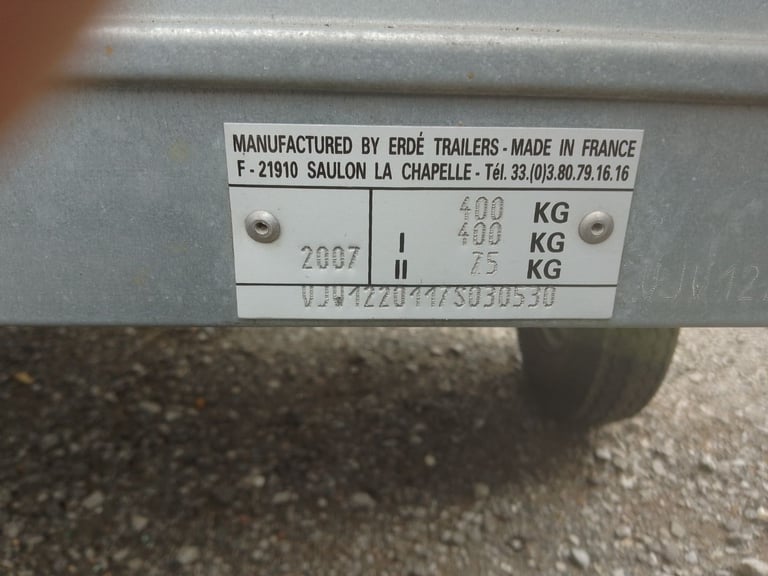 MANUFACTURED BY ERDÉ TRAILERS - MADE IN FRANCE
F - 21910 SAULON LA CHAPELLE - Tél. 33.(0)3.80.79.16.16
400 KG
I 400 KG
2007 II 75 KG
VJW1220117S030530